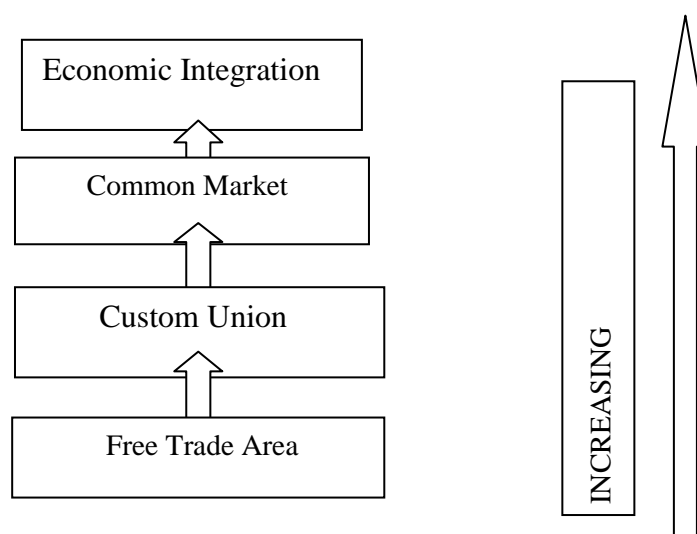 Economic Integration
Common Market
Custom Union
Free Trade Area
INCREASING